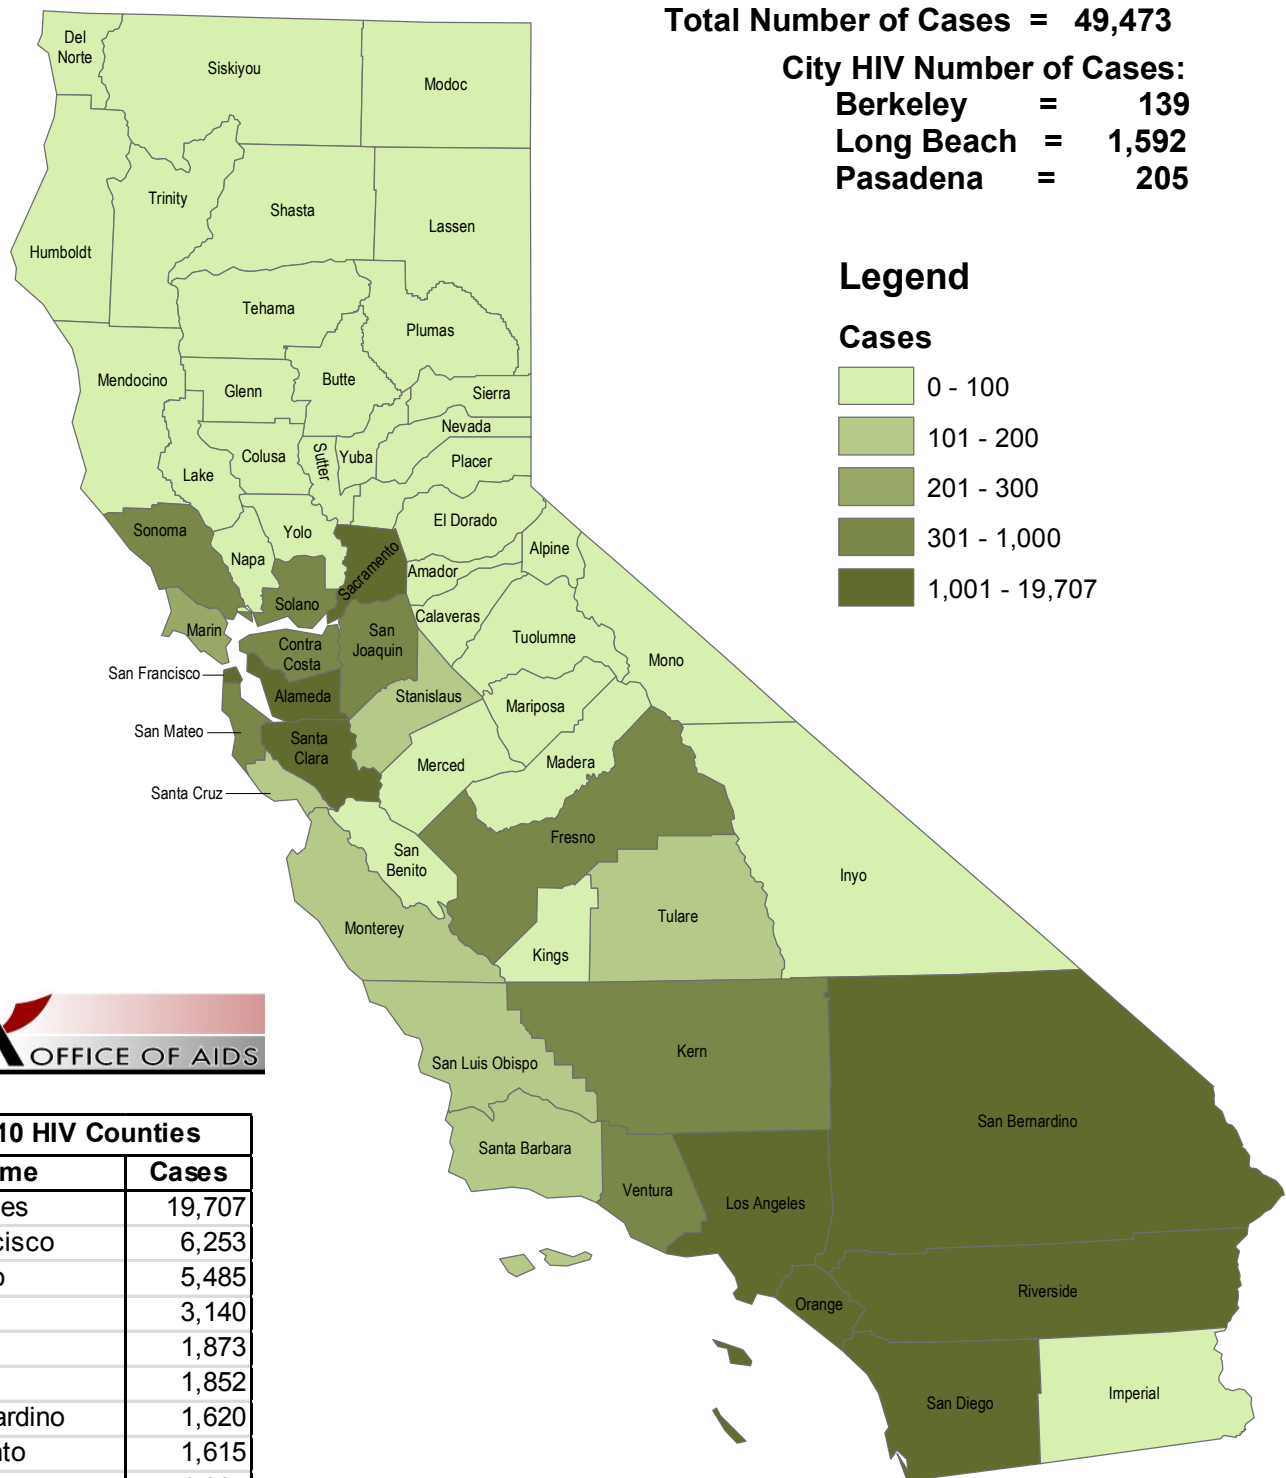 Total Number of Cases = 49,473
City HIV Number of Cases:
Berkeley = 139
Long Beach = 1,592
Pasadena = 205
Legend
Cases
0 - 100
101 - 200
201 - 300
301 - 1,000
1,001 - 19,707
Del
Norte
Siskiyou
Modoc
Trinity
Shasta
Lassen
Humboldt
Tehama
Plumas
Mendocino
Glenn
Butte
Sierra
Nevada
Colusa
Sutter
Yuba
Placer
Lake
Sonoma
Yolo
El Dorado
Napa
Sacramento
Alpine
Amador
Solano
Calaveras
Marin
San
Joaquin
Tuolumne
Contra
Costa
Mono
San Francisco
Alameda
Stanislaus
Mariposa
San Mateo
Santa
Clara
Merced
Madera
Santa Cruz
Fresno
San
Benito
Inyo
Monterey
Tulare
Kings
San Luis Obispo
Kern
Santa Barbara
San Bernardino
Ventura
Los Angeles
Orange
Riverside
San Diego
Imperial
OFFICE OF AIDS
10 HIV Counties
me Cases
es 19,707
cisco 6,253
o 5,485
3,140
1,873
1,852
ardino 1,620
nto 1,615